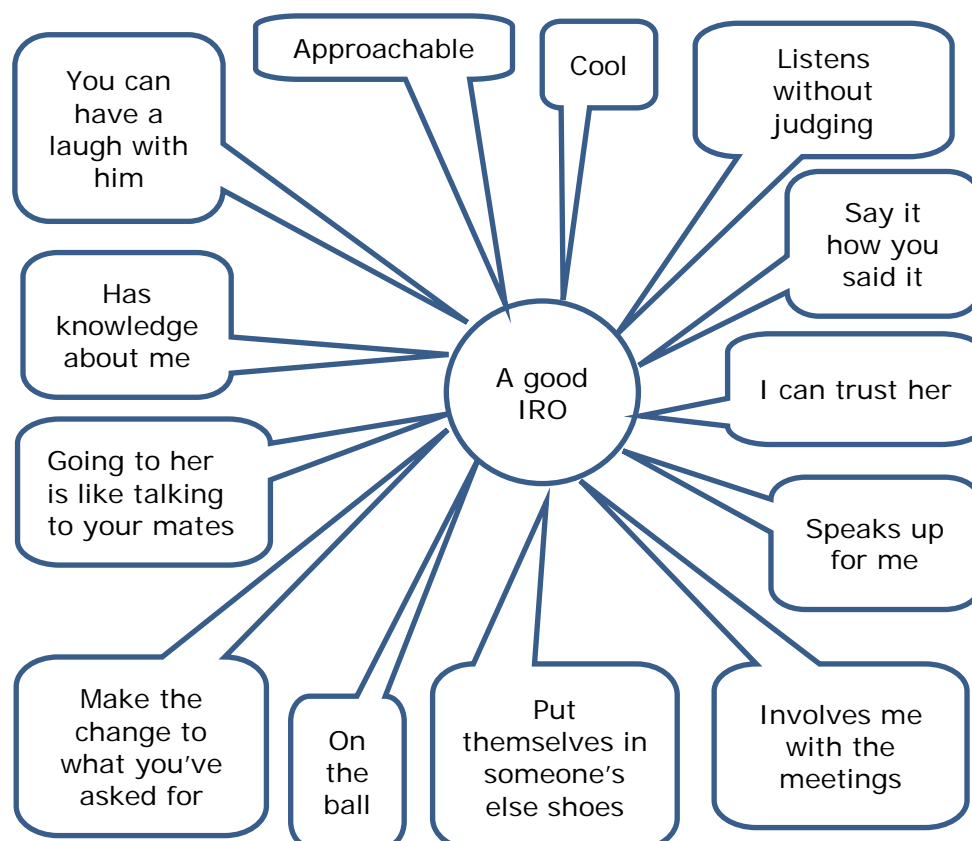 You can
have a
laugh with
him
Approachable
Cool
Listens
without
judging
Say it
how you
said it
Has
knowledge
about me
A good
IRO
I can trust her
Going to her
is like talking
to your mates
Speaks up
for me
Make the
change to
what you've
asked for
On
the
ball
Put
themselves in
someone's
else shoes
Involves me
with the
meetings